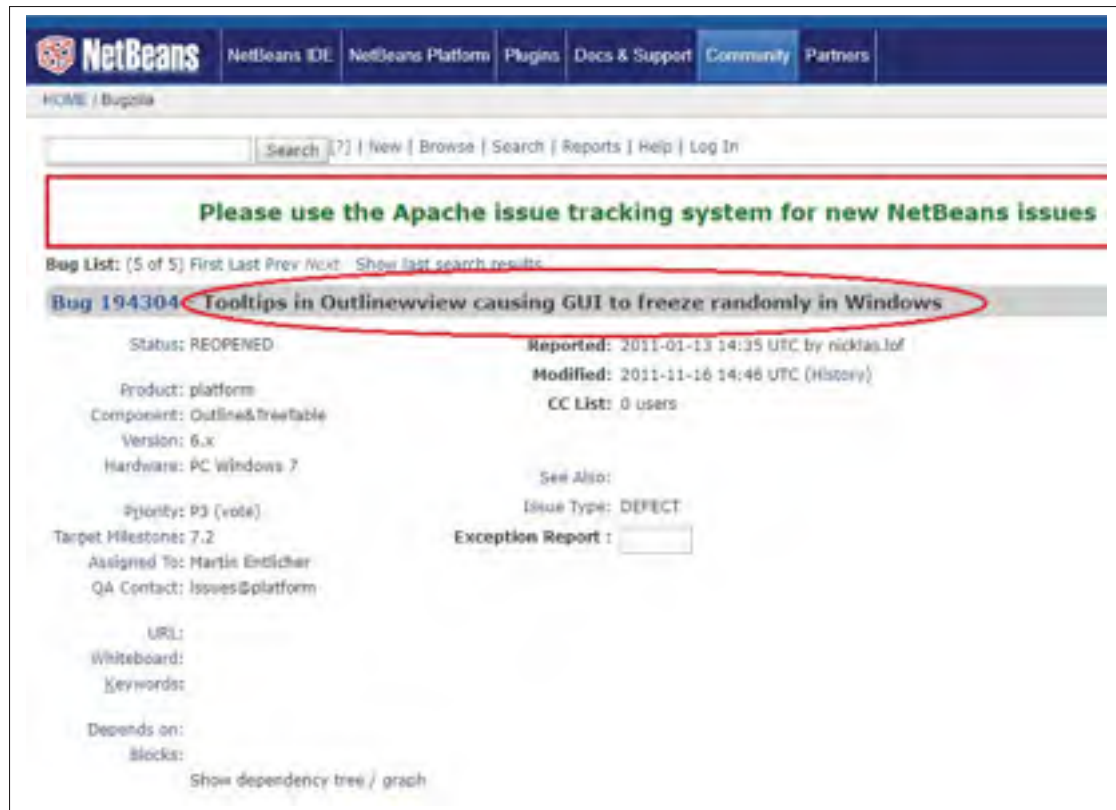 NetBeans NetBeans IDE NetBeans Platform Plugins Docs & Support Community Partners
HOME / Bugzilla
Search [?] | New | Browse | Search | Reports | Help | Log In
Please use the Apache issue tracking system for new NetBeans issues
Bug List: (5 of 5) First Last Prev Next Show last search results
Bug 194304 - Tooltips in Outlinewview causing GUI to freeze randomly in Windows
Status: REOPENED
Reported: 2011-01-13 14:35 UTC by nicklas.lof
Modified: 2011-11-16 14:46 UTC (History)
Product: platform
CC List: 0 users
Component: Outline&TreeTable
Version: 6.x
Hardware: PC Windows 7
See Also:
Priority: P3 (vote)
Issue Type: DEFECT
Target Milestone: 7.2
Exception Report :
Assigned To: Martin Entlicher
QA Contact: issues@platform
URL:
Whiteboard:
Keywords:
Depends on:
Blocks:
Show dependency tree / graph